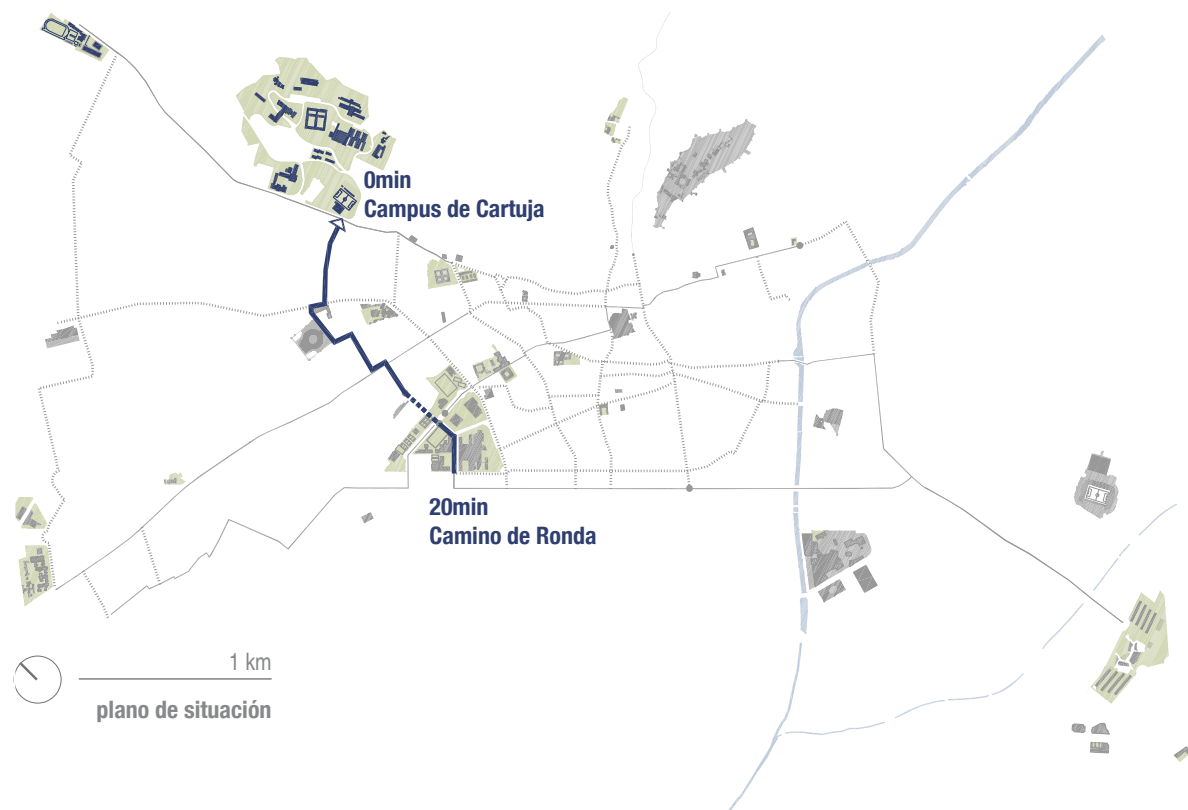 0min
Campus de Cartuja
20min
Camino de Ronda
1 km
plano de situación